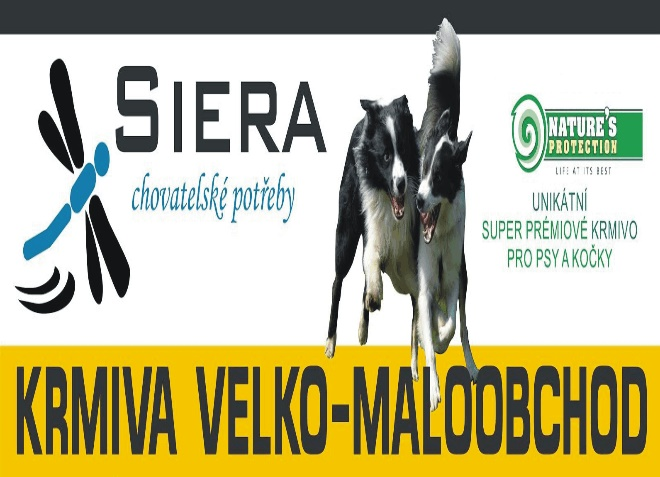 SIERA
chovatelské potřeby
NATURE'S
PROTECTION
LIFE AT ITS BEST
UNIKÁTNÍ
SUPER PRÉMIOVÉ KRMIVO
PRO PSY A KOČKY
KRMIVA VELKO-MALOOBCHOD